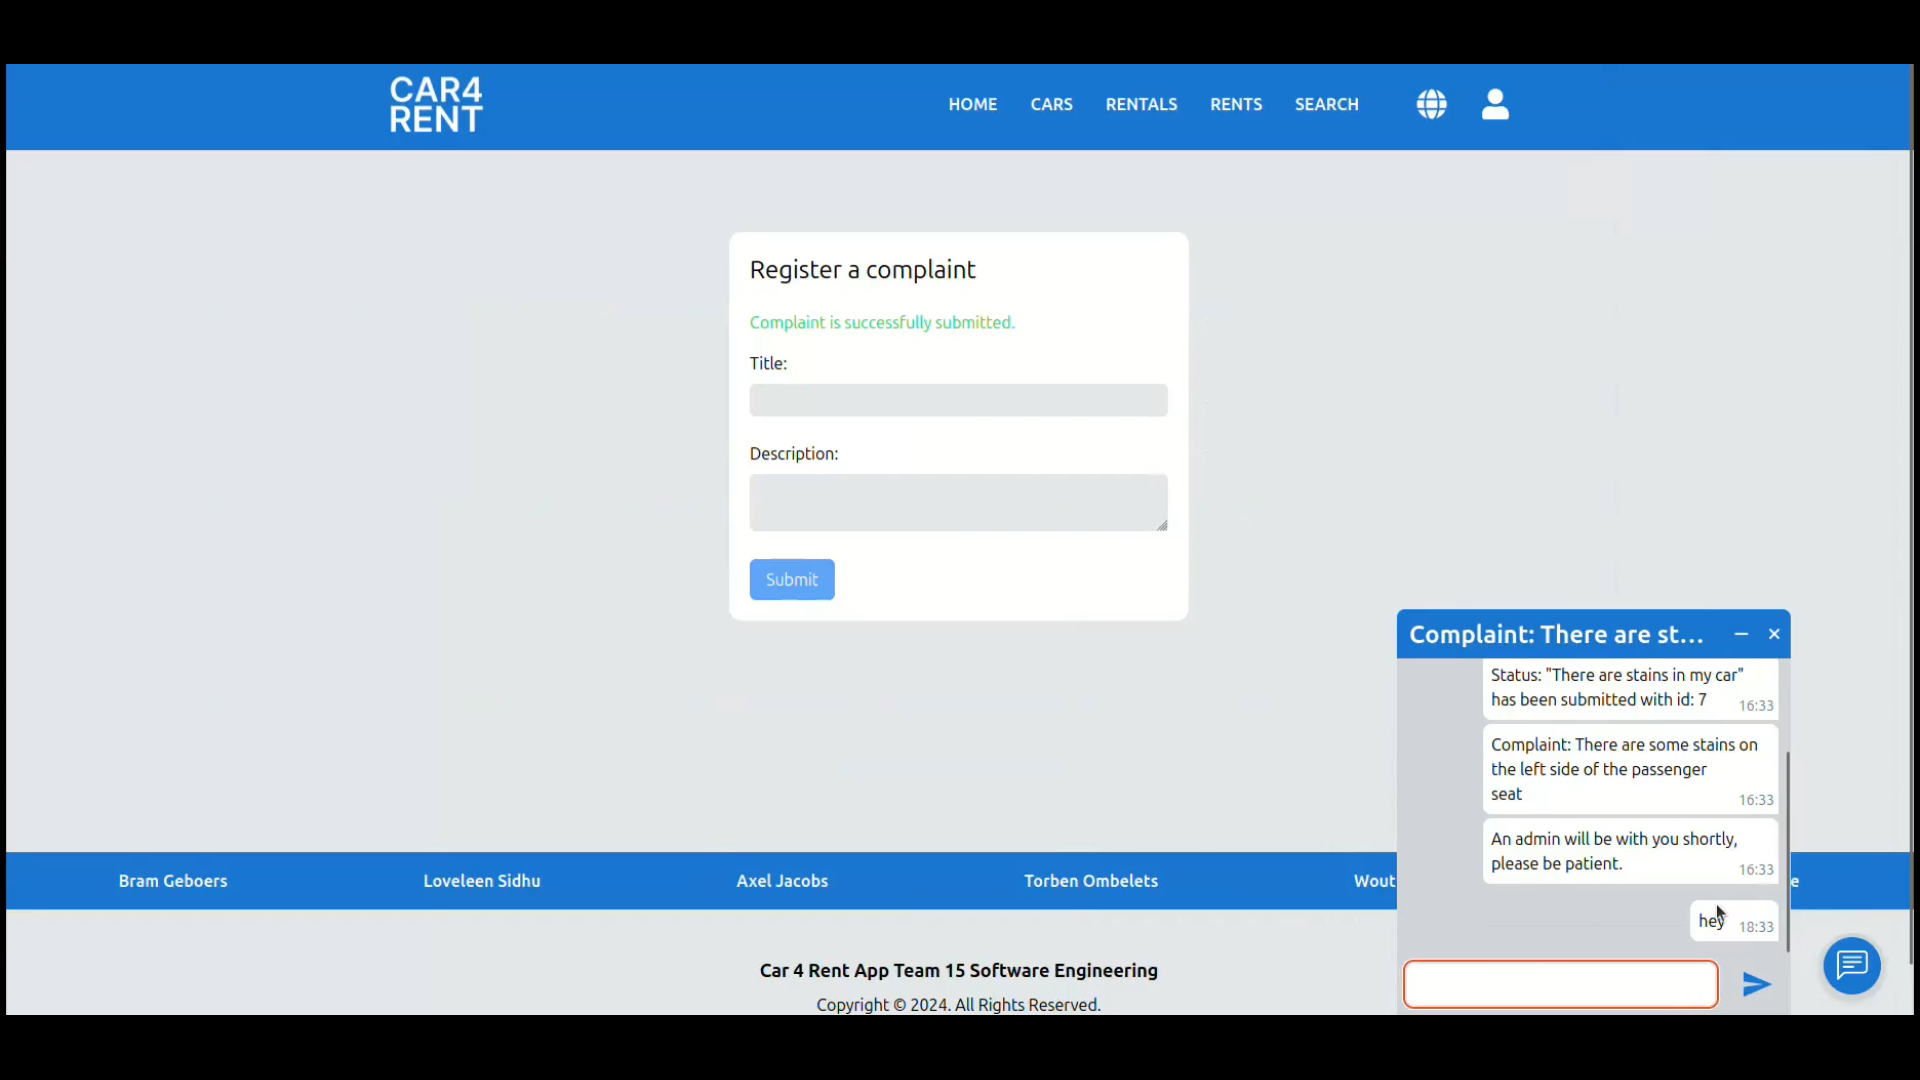 CAR4
RENT
HOME CARS RENTALS RENTS SEARCH
Register a complaint
Complaint is successfully submitted.
Title:
Description:
Submit
Complaint: There are st...
Status: "There are stains in my car"
has been submitted with id: 7 16:33
Complaint: There are some stains on
the left side of the passenger
seat 16:33
An admin will be with you shortly,
please be patient. 16:33
hey 18:33
Bram Geboers Loveleen Sidhu Axel Jacobs Torben Ombelets Wout
Car 4 Rent App Team 15 Software Engineering
Copyright © 2024. All Rights Reserved.